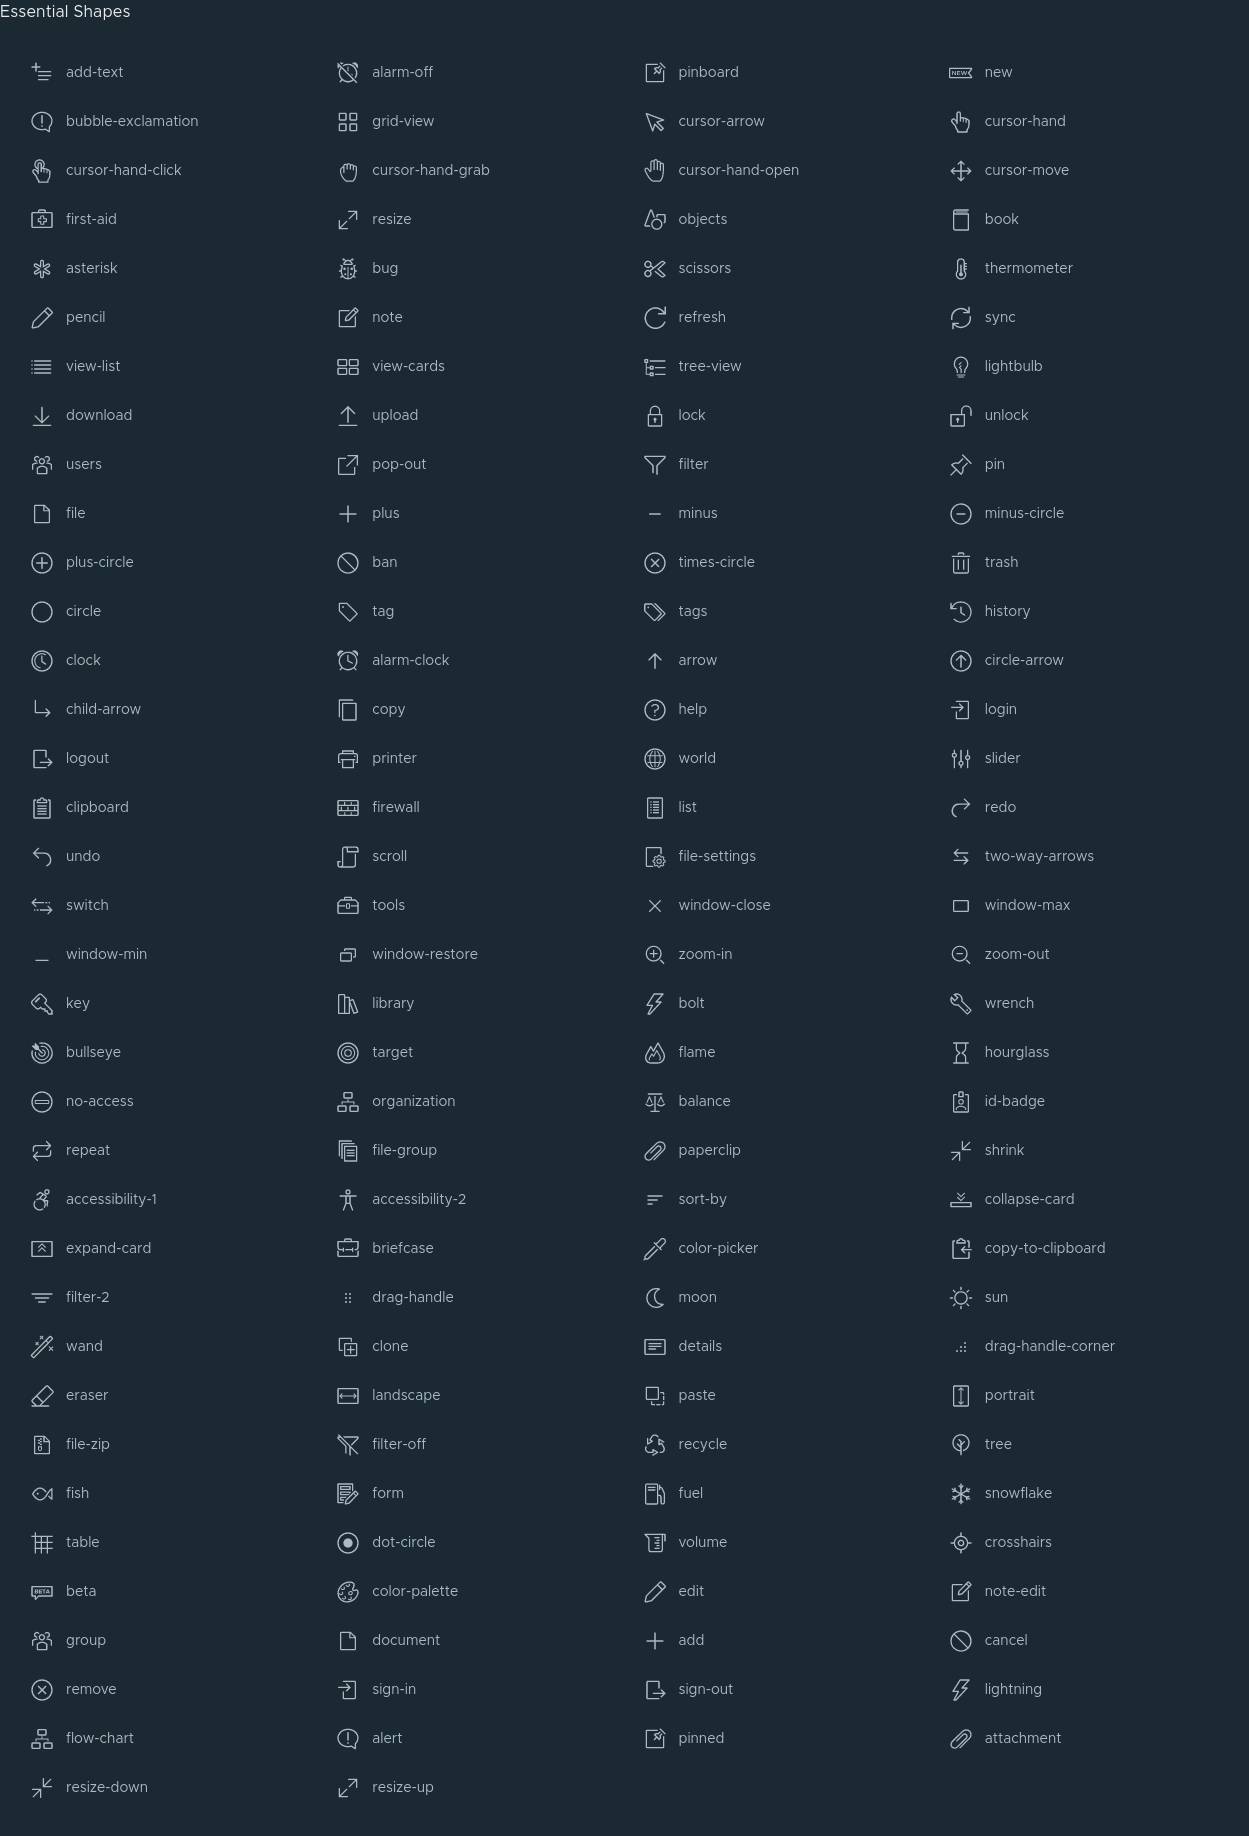 Essential Shapes
add-text alarm-off pinboard NEW new
bubble-exclamation grid-view cursor-arrow cursor-hand
cursor-hand-click cursor-hand-grab cursor-hand-open cursor-move
first-aid resize objects book
asterisk bug scissors thermometer
pencil note refresh sync
view-list view-cards tree-view lightbulb
download upload lock unlock
users pop-out filter pin
file plus minus minus-circle
plus-circle ban times-circle trash
circle tag tags history
clock alarm-clock arrow circle-arrow
child-arrow copy help login
logout printer world slider
clipboard firewall list redo
undo scroll file-settings two-way-arrows
switch tools window-close window-max
window-min window-restore zoom-in zoom-out
key library bolt wrench
bullseye target flame hourglass
no-access organization balance id-badge
repeat file-group paperclip shrink
accessibility-1 accessibility-2 sort-by collapse-card
expand-card briefcase color-picker copy-to-clipboard
filter-2 drag-handle moon sun
wand clone details drag-handle-corner
eraser landscape paste portrait
file-zip filter-off recycle tree
fish form fuel snowflake
table dot-circle volume crosshairs
BETA beta color-palette edit note-edit
group document add cancel
remove sign-in sign-out lightning
flow-chart alert pinned attachment
resize-down resize-up